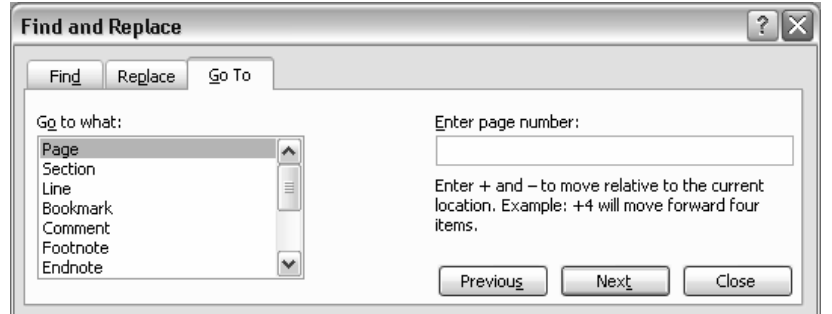 Find and Replace
?
Find
Replace
Go To
Go to what:
Page
Section
Line
Bookmark
Comment
Footnote
Endnote
Enter page number:
Enter + and – to move relative to the current
location. Example: +4 will move forward four
items.
Previous
Next
Close